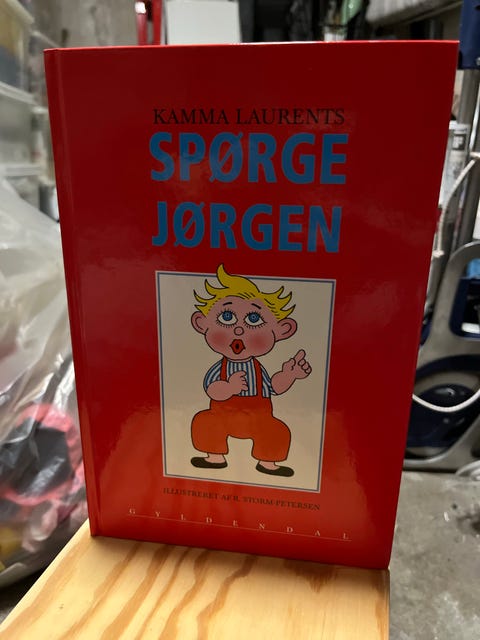 KAMMA LAURENTS
SPØRGE
JØRGEN
ILLUSTRERET AF R. STORM-PETERSEN
GYLDENDAL